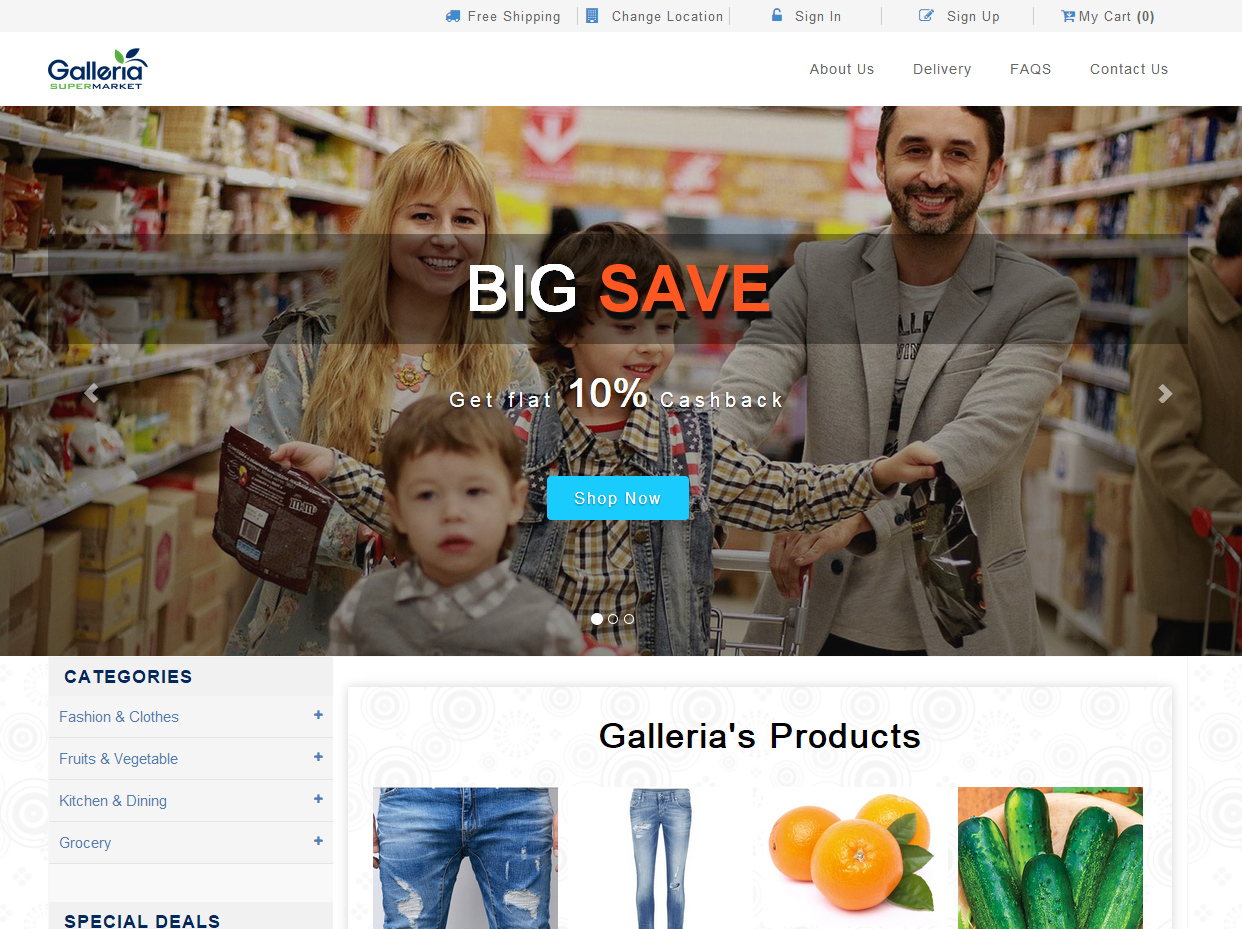 Free Shipping
Change Location
Sign In
Sign Up
My Cart (0)
Galleria
SUPERMARKET
About Us
Delivery
FAQS
Contact Us
BIG SAVE
Get flat 10% Cashback
m&m
Shop Now
CATEGORIES
Fashion & Clothes
Fruits & Vegetable
Kitchen & Dining
Grocery
SPECIAL DEALS
Galleria's Products